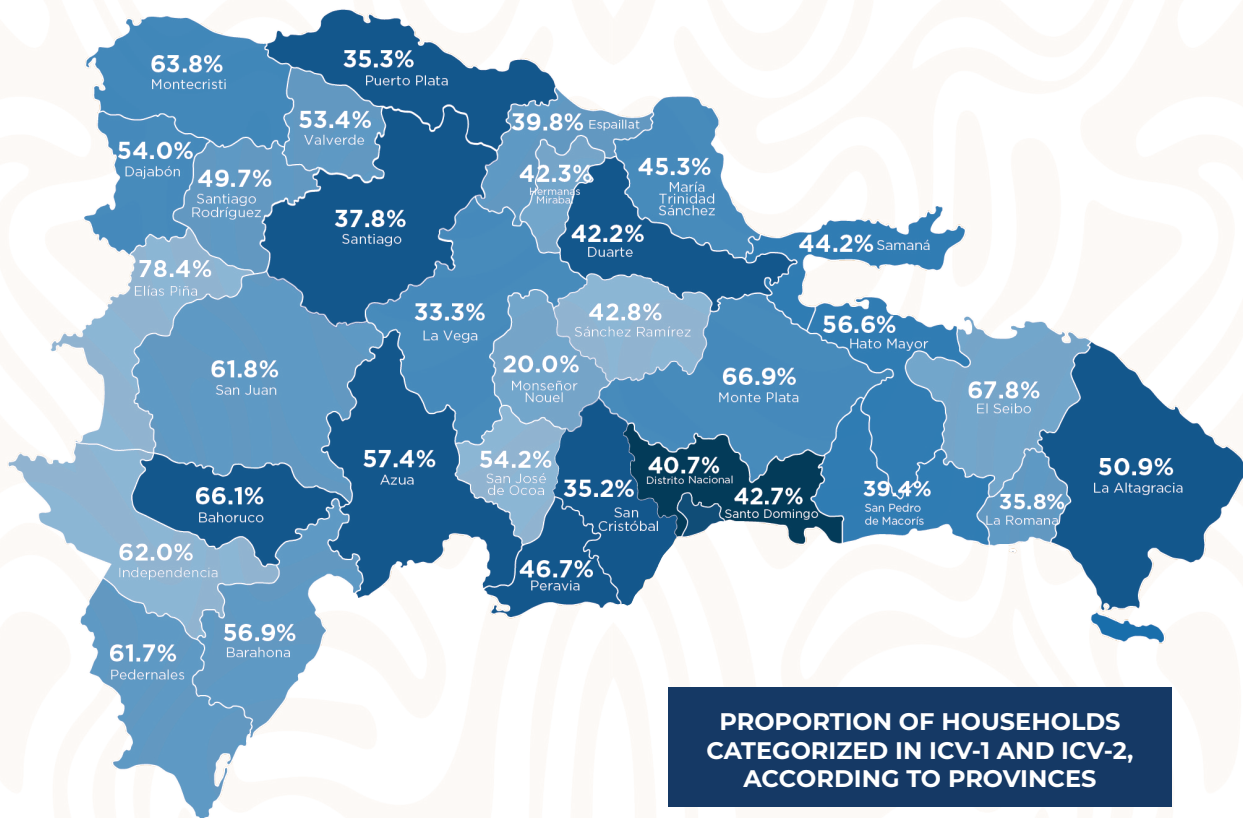 63.8%
Montecristi
35.3%
Puerto Plata
53.4%
Valverde
39.8% Espaillat
54.0%
Dajabón
49.7%
Santiago
Rodríguez
42.3%
Hermanas
Mirabal
45.3%
María
Trinidad
Sánchez
37.8%
Santiago
42.2%
Duarte
44.2% Samaná
78.4%
Elías Piña
33.3%
La Vega
42.8%
Sánchez Ramírez
56.6%
Hato Mayor
61.8%
San Juan
20.0%
Monseñor
Nouel
66.9%
Monte Plata
67.8%
El Seibo
57.4%
Azua
54.2%
San José
de Ocoa
40.7%
Distrito Nacional
50.9%
La Altagracia
66.1%
Bahoruco
35.2%
San
Cristóbal
42.7%
Santo Domingo
39.4%
San Pedro
de Macorís
35.8%
La Romana
62.0%
Independencia
46.7%
Peravia
56.9%
Barahona
61.7%
Pedernales
PROPORTION OF HOUSEHOLDS
CATEGORIZED IN ICV-1 AND ICV-2,
ACCORDING TO PROVINCES